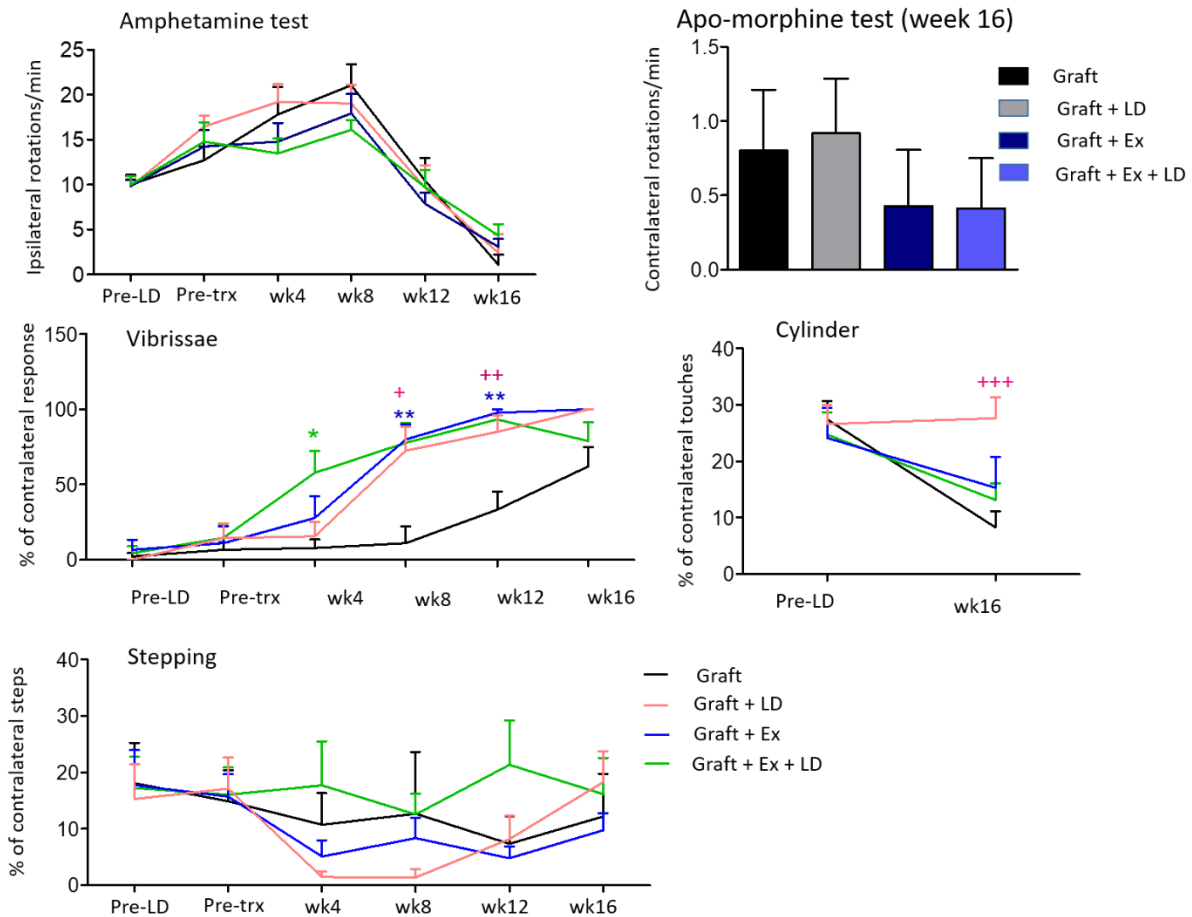 Amphetamine test
Ipsilateral rotations/min
25
20
15
10
5
0
Pre-LD Pre-trx wk4 wk8 wk12 wk16
Apo-morphine test (week 16)
Contralateral rotations/min
1.5
1.0
0.5
0.0
Graft
Graft + LD
Graft + Ex
Graft + Ex + LD
Vibrissae
% of contralateral response
150
100
50
0
*
+
**
++
**
Pre-LD Pre-trx wk4 wk8 wk12 wk16
Cylinder
% of contralateral touches
40
30
20
10
0
+++
Pre-LD wk16
Stepping
% of contralateral steps
40
30
20
10
0
Pre-LD Pre-trx wk4 wk8 wk12 wk16
Graft
Graft + LD
Graft + Ex
Graft + Ex + LD